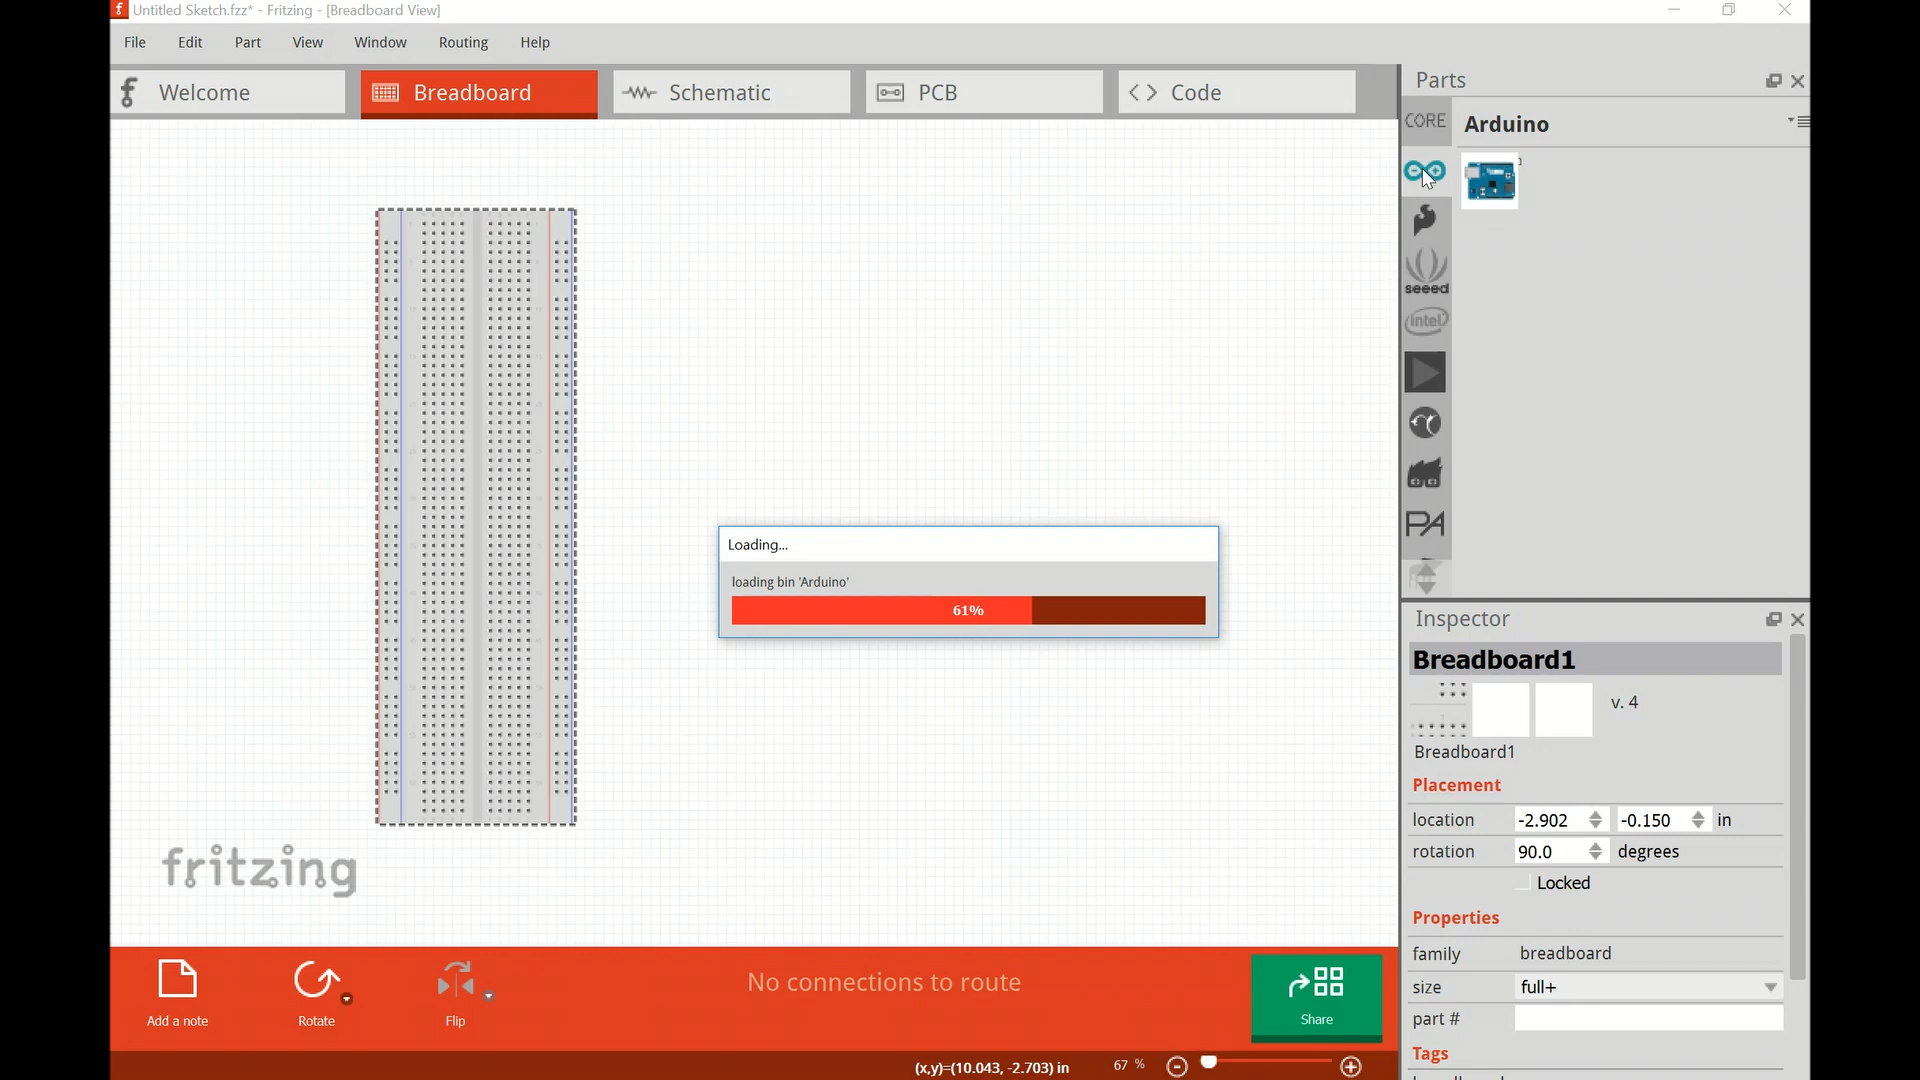 Untitled Sketch.fzz* - Fritzing - [Breadboard View]
File Edit Part View Window Routing Help
Welcome
Breadboard
Schematic
PCB
Code
Parts
CORE
Arduino
seeed
intel
PA
Loading...
loading bin 'Arduino'
61%
Inspector
Breadboard1
v. 4
Breadboard1
Placement
location -2.902 -0.150 in
rotation 90.0 degrees
Locked
Properties
family breadboard
size full+
part #
Tags
fritzing
Add a note
Rotate
Flip
No connections to route
Share
(x,y)=(10.043, -2.703) in
67 %